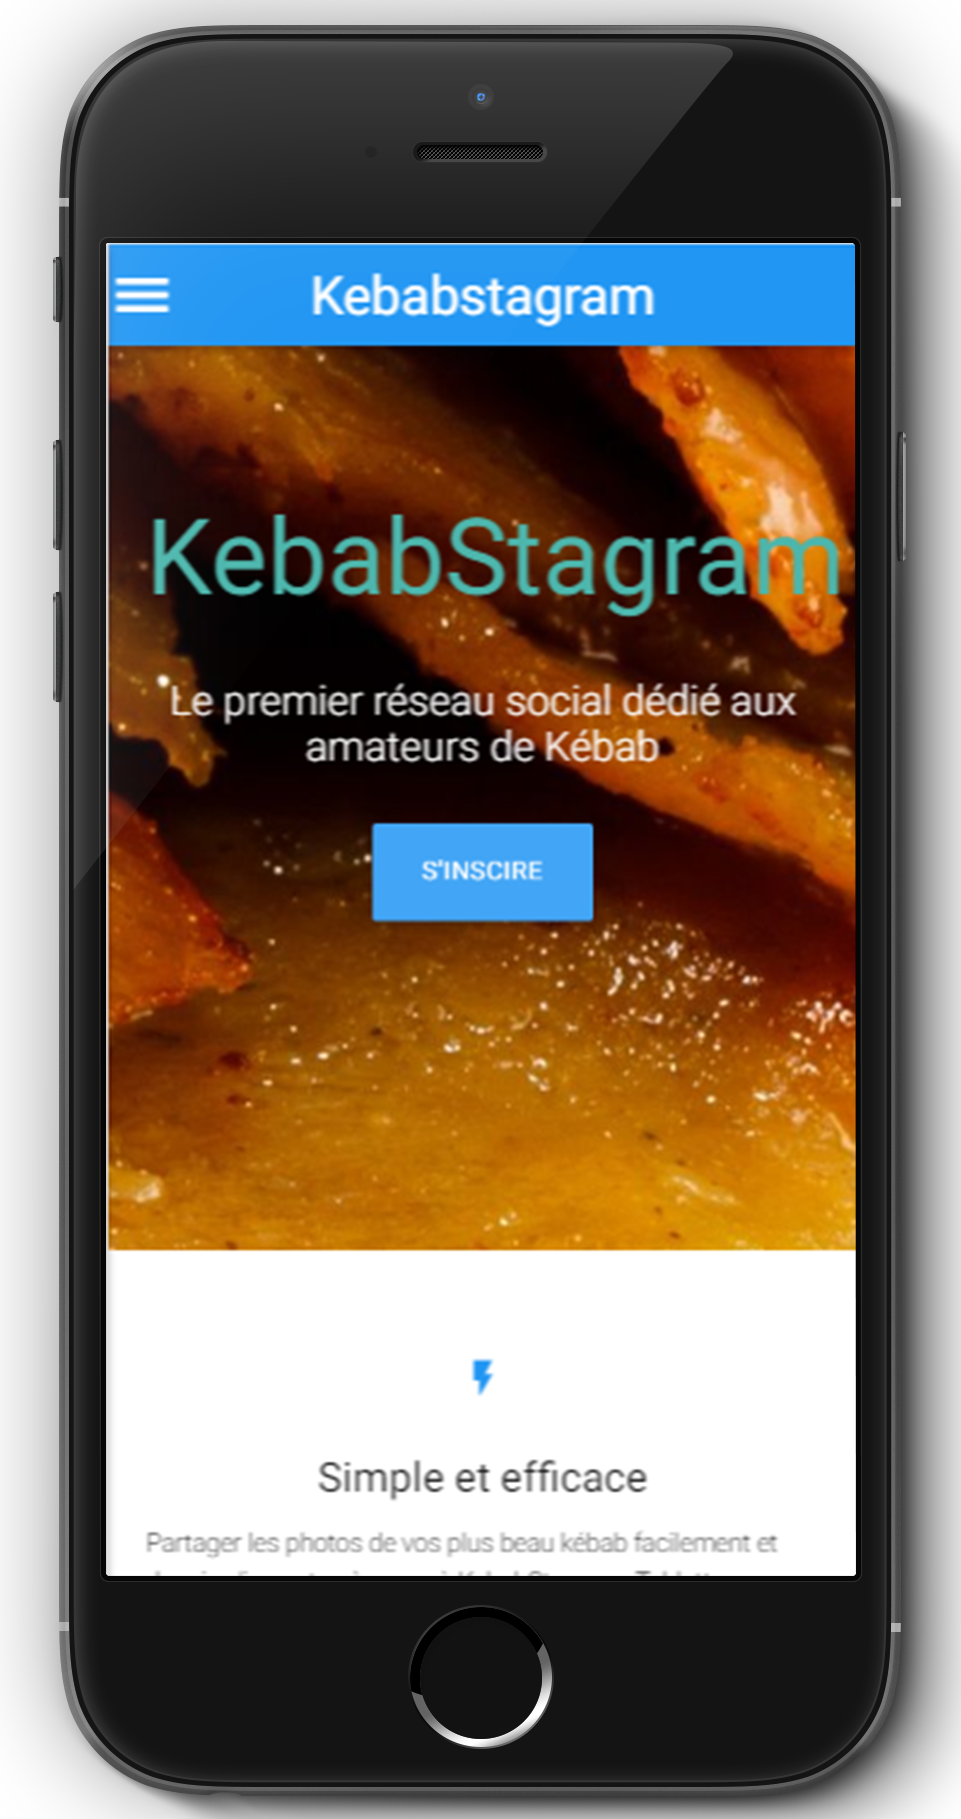 Kebabstagram
KebabStagram
Le premier réseau social dédié aux
amateurs de Kébab
S'INSCIRE
Simple et efficace
Partager les photos de vos plus beau kébab facilement et